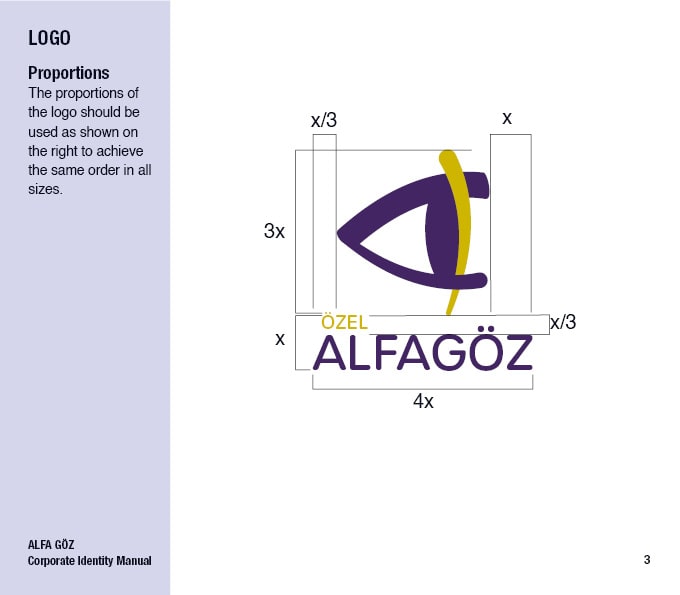 LOGO
Proportions
The proportions of
the logo should be
used as shown on
the right to achieve
the same order in all
sizes.
x/3
x
3x
ÖZEL
x/3
x
ALFAGÖZ
4x
ALFA GÖZ
Corporate Identity Manual
3